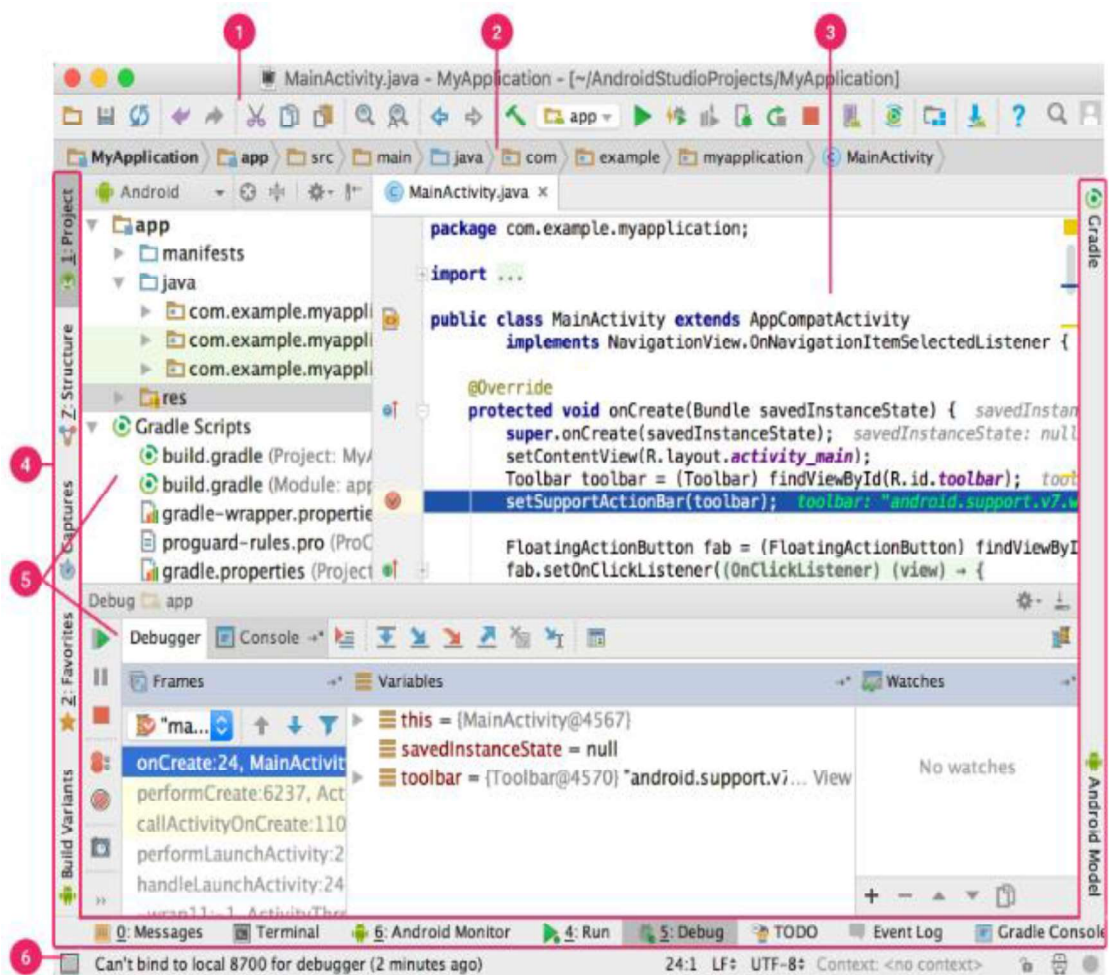 1 2 3
MainActivity.java - MyApplication - [~/AndroidStudioProjects/MyApplication]
app
MyApplication app src main java com example myapplication MainActivity
1: Project
Z: Structure
Captures
2: Favorites
Build Variants
4
5
Android
app
manifests
java
com.example.myappli
com.example.myappli
com.example.myappli
res
Gradle Scripts
build.gradle (Project: MyA
build.gradle (Module: app
gradle-wrapper.propertie
proguard-rules.pro (ProC
gradle.properties (Project
MainActivity.java ×
package com.example.myapplication;
import ...
public class MainActivity extends AppCompatActivity
implements NavigationView.OnNavigationItemSelectedListener {
@Override
protected void onCreate(Bundle savedInstanceState) { savedInstan
super.onCreate(savedInstanceState); savedInstanceState: null
setContentView(R.layout.activity_main);
Toolbar toolbar = (Toolbar) findViewById(R.id.toolbar); toot
setSupportActionBar(toolbar); toolbar: "android.support.v7.w
FloatingActionButton fab = (FloatingActionButton) findViewByI
fab.setOnClickListener((OnClickListener) (view) → {
Gradle
Android Model
Debug app
Debugger Console
Frames Variables Watches
"ma...
onCreate:24, MainActivit
performCreate:6237, Act
callActivityOnCreate:110
performLaunchActivity:2
handleLaunchActivity:24
-wrap11:-1, ActivityThre
this = {MainActivity@4567}
savedInstanceState = null
toolbar = {Toolbar@4570} "android.support.v7... View
No watches
0: Messages Terminal 6: Android Monitor 4: Run 5: Debug TODO Event Log Gradle Console
6
Can't bind to local 8700 for debugger (2 minutes ago) 24:1 LF÷ UTF-8÷ Context: <no context>